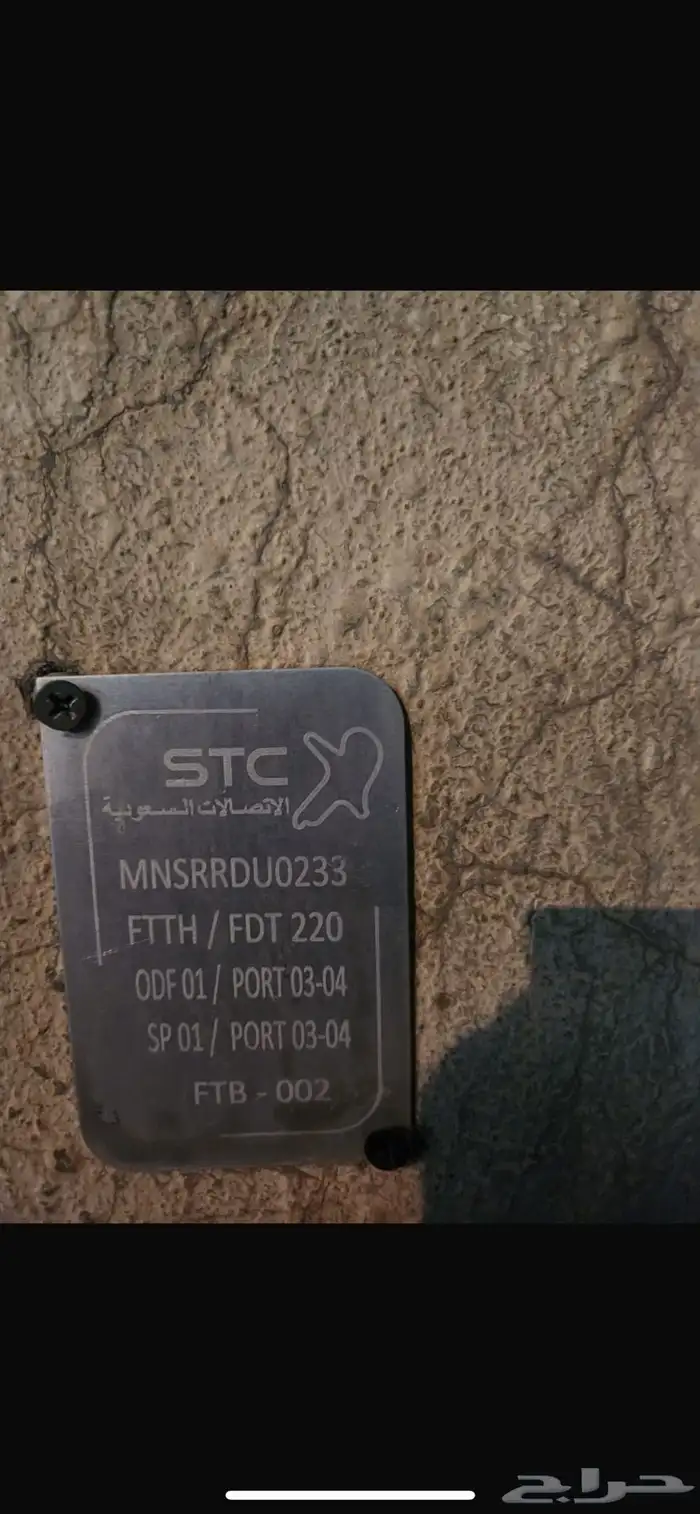 STC
الاتصالات السعودية
MNSRRDU0233
FTTH / FDT 220
ODF 01 / PORT 03-04
SP 01 / PORT 03-04
FTB - 002
حراج